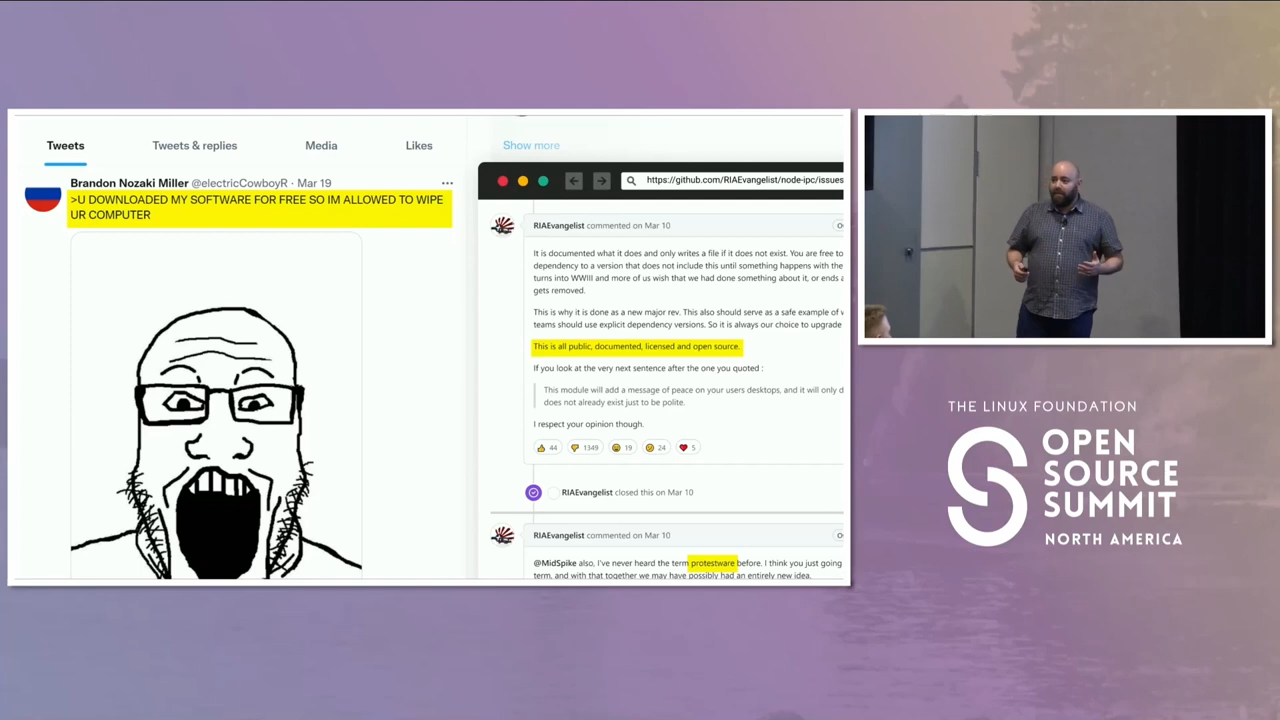 Tweets
Tweets & replies
Media
Likes
Brandon Nozaki Miller @electricCowboyR · Mar 19
>U DOWNLOADED MY SOFTWARE FOR FREE SO IM ALLOWED TO WIPE
UR COMPUTER
Show more
https://github.com/RIAEvangelist/node-ipc/issues
RIAEvangelist commented on Mar 10
It is documented what it does and only writes a file if it does not exist. You are free to
dependency to a version that does not include this until something happens with the
turns into WWIII and more of us wish that we had done something about it, or ends
gets removed.
This is why it is done as a new major rev. This also should serve as a safe example of
teams should use explicit dependency versions. So it is always our choice to upgrade
This is all public, documented, licensed and open source.
If you look at the very next sentence after the one you quoted :
This module will add a message of peace on your users desktops, and it will only
does not already exist just to be polite.
I respect your opinion though.
44 1349 19 24 5
RIAEvangelist closed this on Mar 10
RIAEvangelist commented on Mar 10
@MidSpike also, I've never heard the term protestware before. I think you just going
term, and with that together we may have possibly had an entirely new idea.
THE LINUX FOUNDATION
OPEN
SOURCE
SUMMIT
NORTH AMERICA